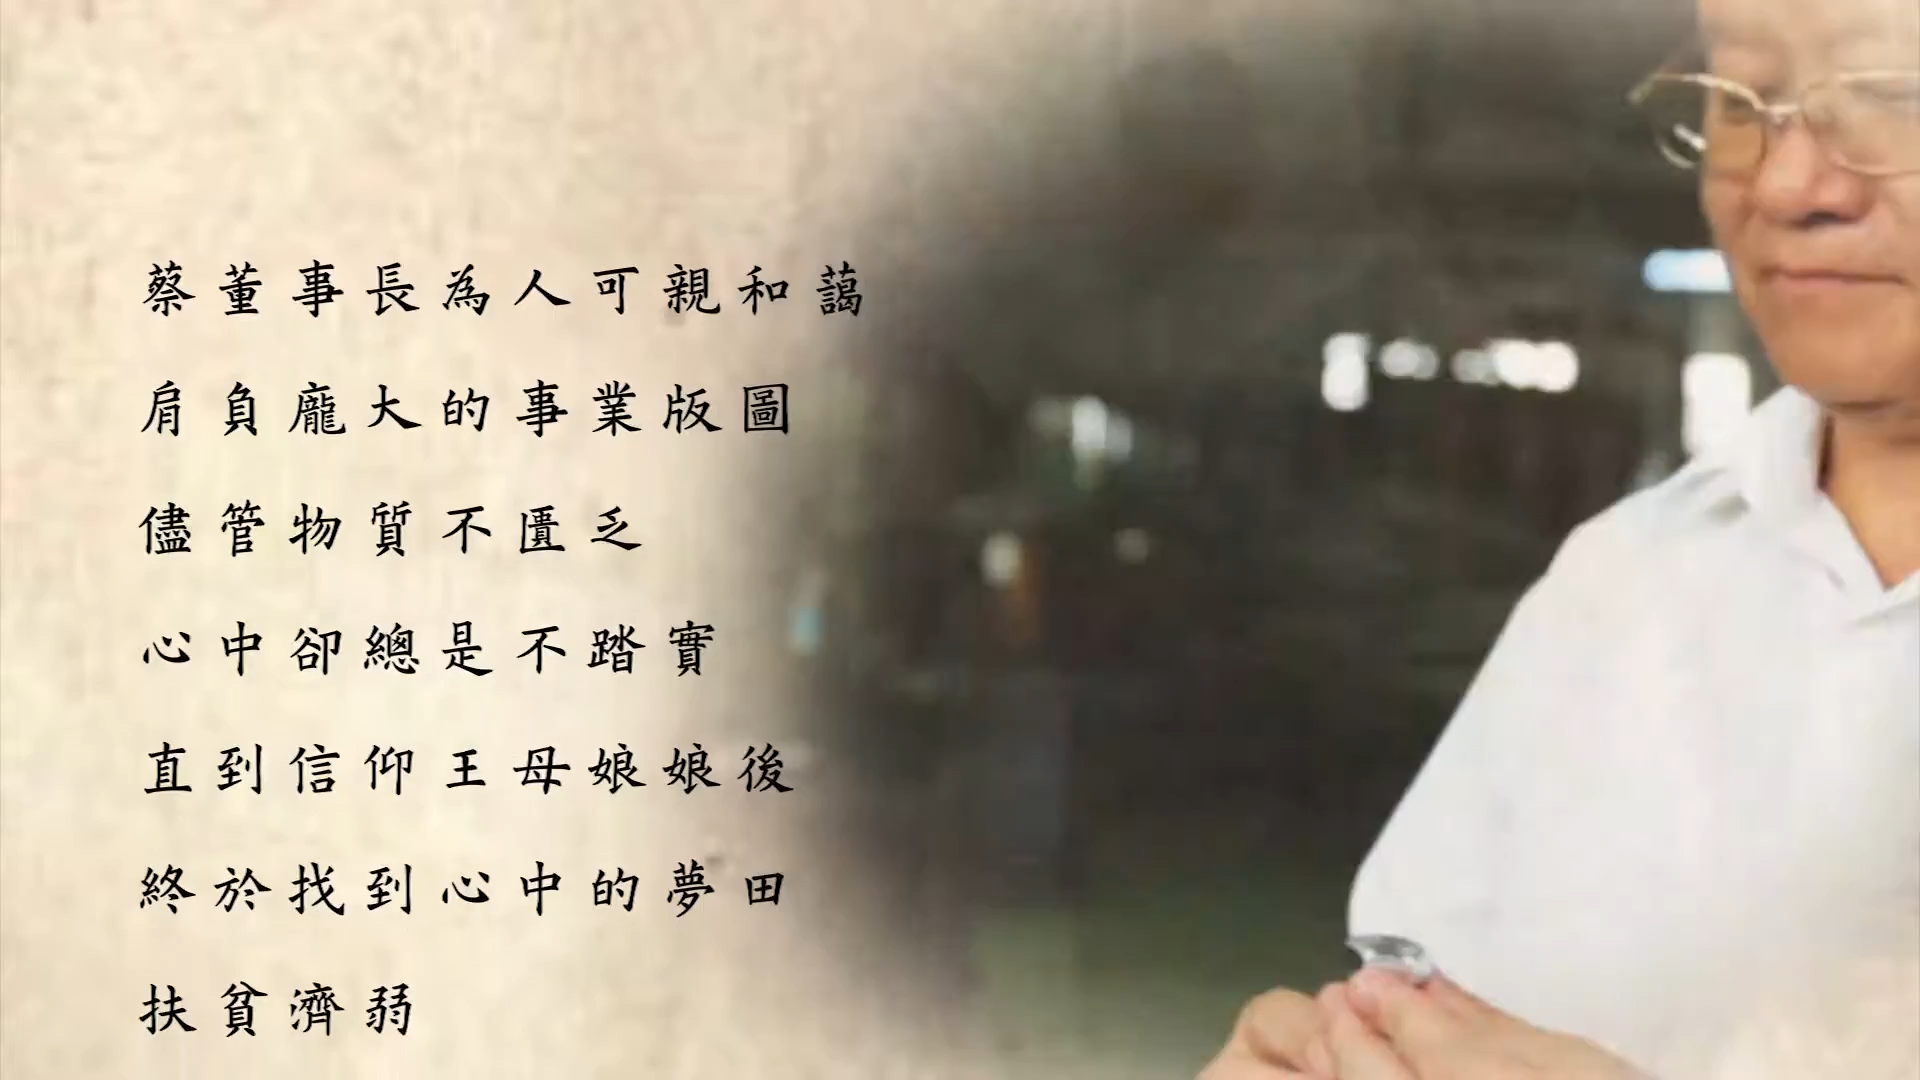 蔡董事長為人可親和藹
肩負龐大的事業版圖
儘管物質不匱乏
心中卻總是不踏實
直到信仰王母娘娘後
終於找到心中的夢田
扶貧濟弱